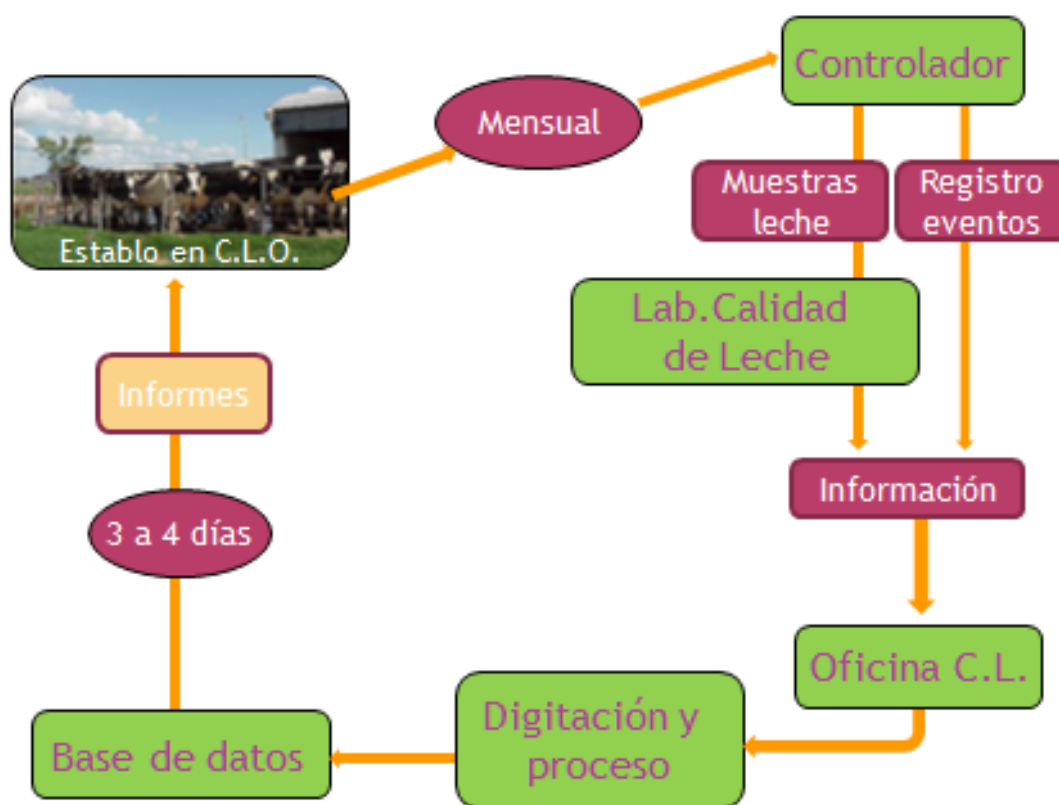 Establo en C.L.O.
Mensual
Controlador
Muestras
leche
Registro
eventos
Lab.Calidad
de Leche
Información
Oficina C.L.
Digitación y
proceso
Base de datos
3 a 4 días
Informes